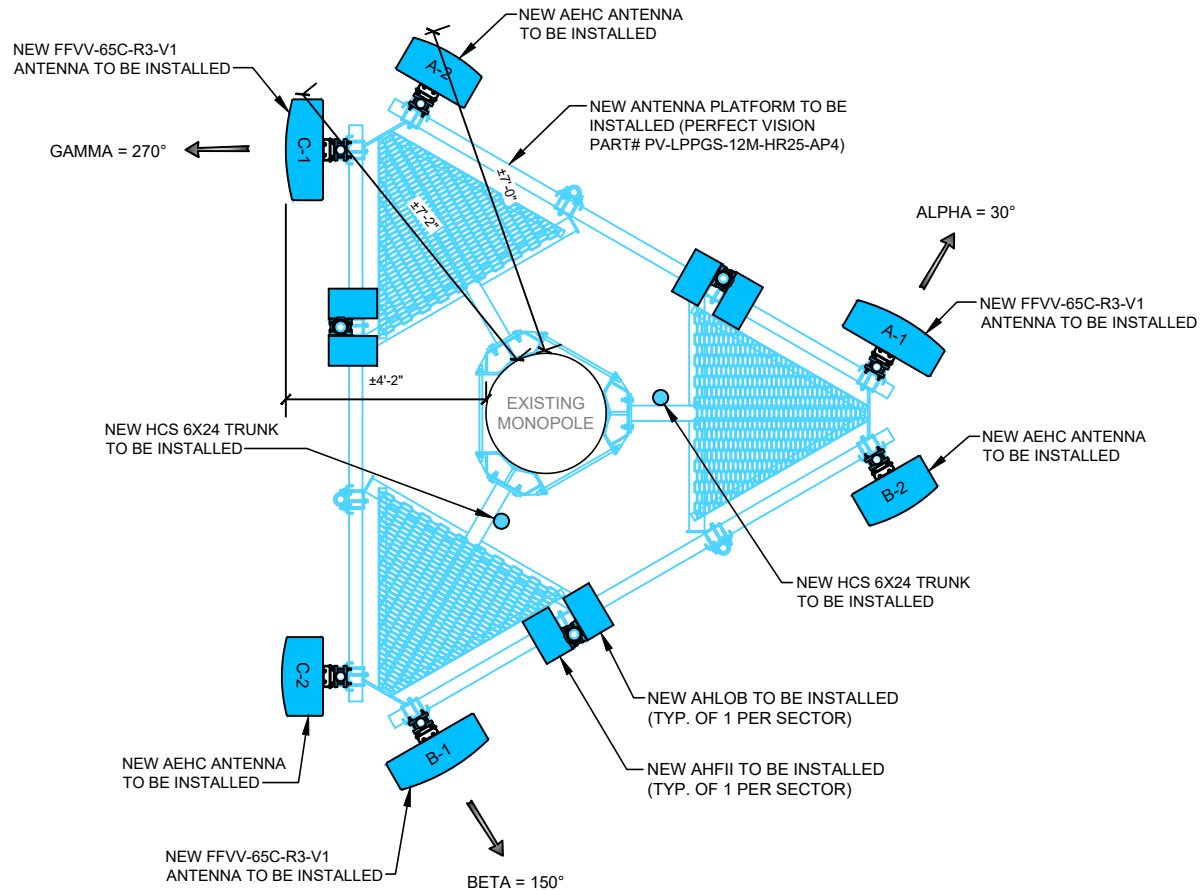 NEW AEHC ANTENNA
TO BE INSTALLED
NEW FFVV-65C-R3-V1
ANTENNA TO BE INSTALLED
A-2
C-1
GAMMA = 270°
NEW ANTENNA PLATFORM TO BE
INSTALLED (PERFECT VISION
PART# PV-LPPGS-12M-HR25-AP4)
±7'-0"
±7'-2"
ALPHA = 30°
NEW FFVV-65C-R3-V1
ANTENNA TO BE INSTALLED
A-1
±4'-2"
EXISTING
MONOPOLE
NEW HCS 6X24 TRUNK
TO BE INSTALLED
NEW AEHC ANTENNA
TO BE INSTALLED
B-2
NEW HCS 6X24 TRUNK
TO BE INSTALLED
C-2
NEW AHLOB TO BE INSTALLED
(TYP. OF 1 PER SECTOR)
NEW AEHC ANTENNA
TO BE INSTALLED
B-1
NEW AHFII TO BE INSTALLED
(TYP. OF 1 PER SECTOR)
NEW FFVV-65C-R3-V1
ANTENNA TO BE INSTALLED
BETA = 150°